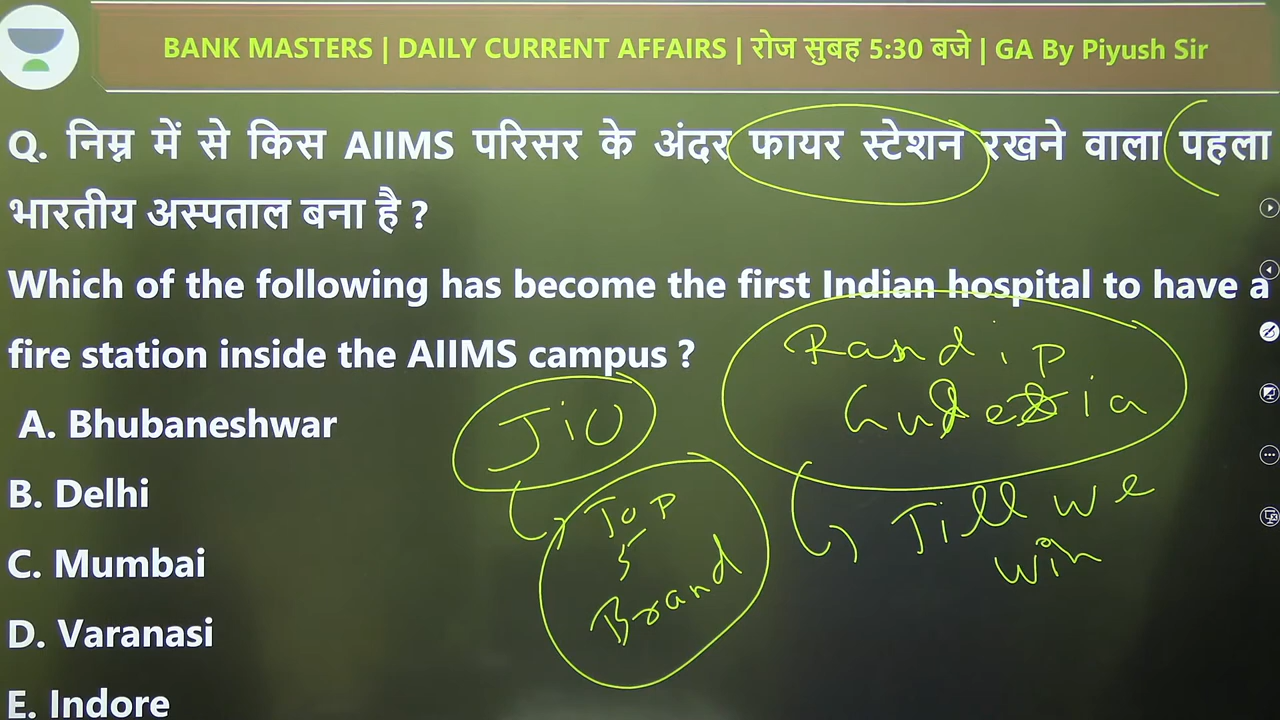 BANK MASTERS | DAILY CURRENT AFFAIRS | रोज सुबह 5:30 बजे | GA By Piyush Sir
Q. निम्न में से किस AIIMS परिसर के अंदर फायर स्टेशन रखने वाला पहला
भारतीय अस्पताल बना है ?
Which of the following has become the first Indian hospital to have a
fire station inside the AIIMS campus ?
A. Bhubaneshwar
B. Delhi
C. Mumbai
D. Varanasi
E. Indore
Jio
Top
5
Brand
Randip
Till we
win